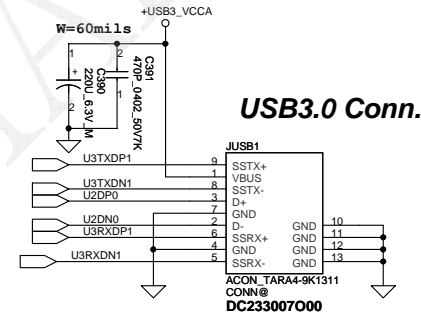 +USB3_VCCA
W=60mils
1
+
2
C390
220U_6.3V_M
2
1
C391
470P_0402_50V7K
USB3.0 Conn.
JUSB1
U3TXDP1 9 SSTX+
1 VBUS
U3TXDN1 8 SSTX-
U2DP0 3 D+
7 GND
U2DN0 2 D- GND 10
U3RXDP1 6 SSRX+ GND 11
4 GND GND 12
U3RXDN1 5 SSRX- GND 13
ACON_TARA4-9K1311
CONN@
DC233007O00